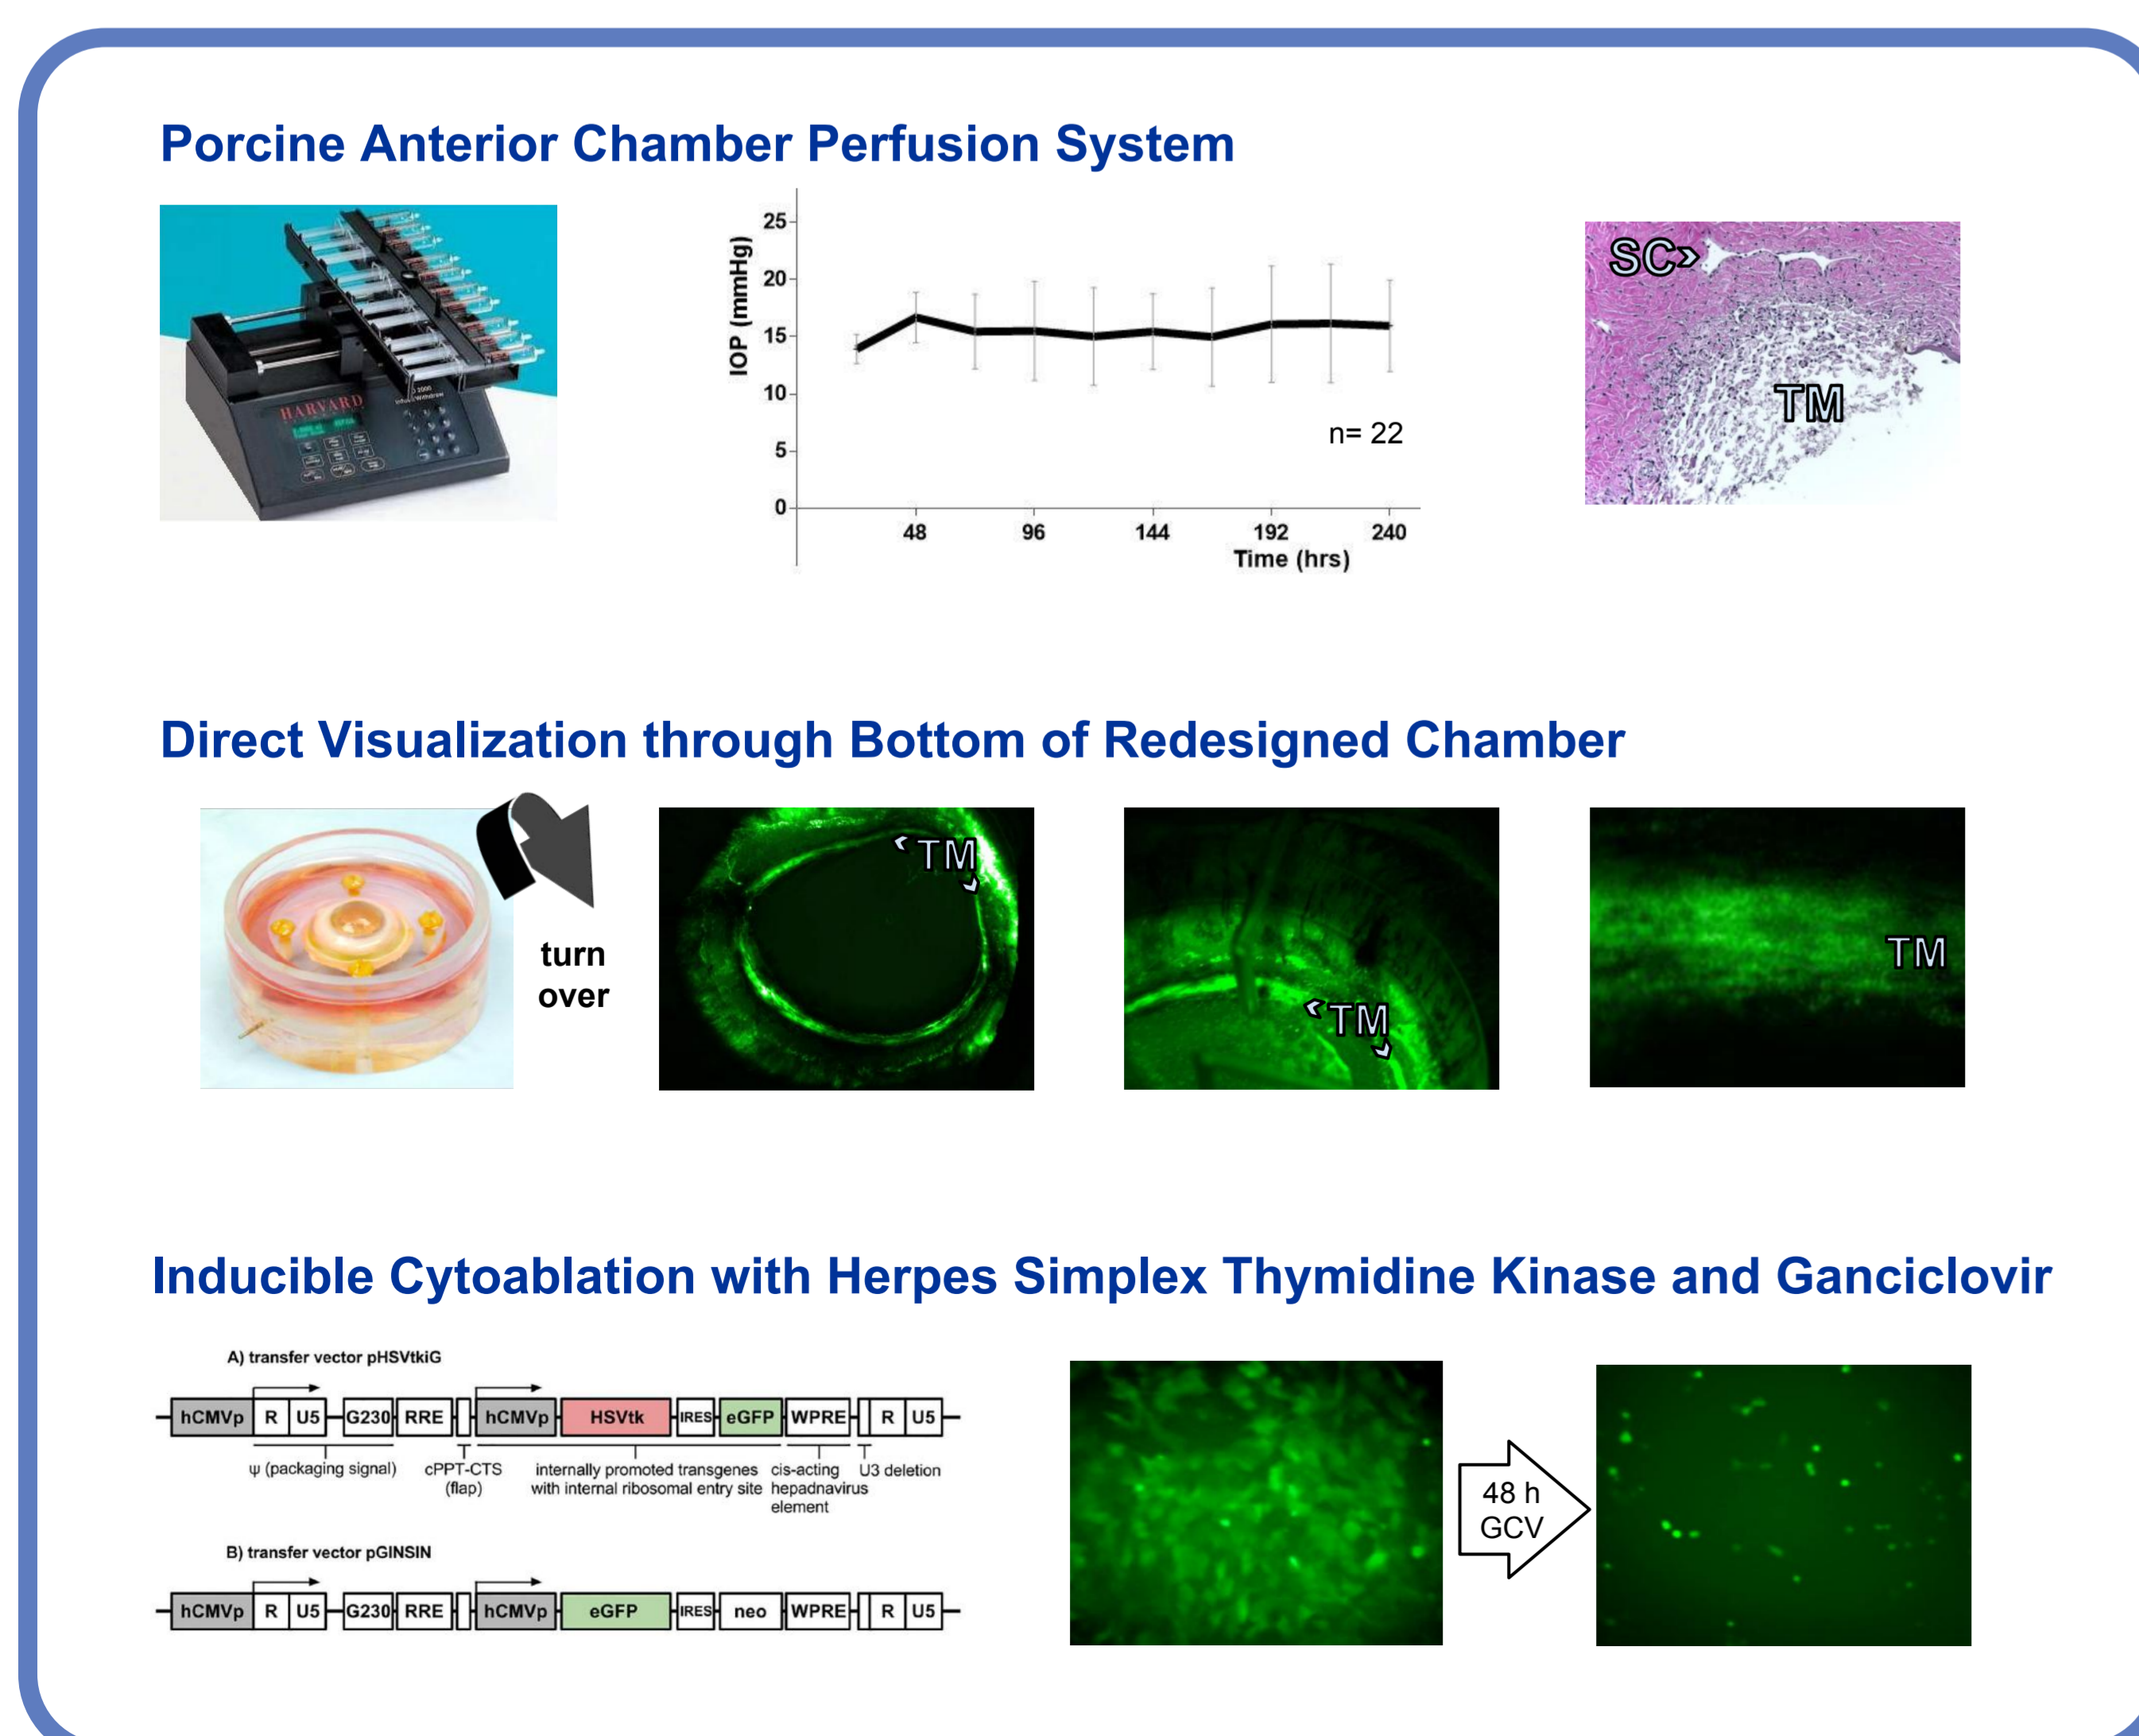 Porcine Anterior Chamber Perfusion System
HARVARD
IOP (mmHg)
25
20
15
10
5
0
n= 22
48 96 144 192 240
Time (hrs)
SC
TM
Direct Visualization through Bottom of Redesigned Chamber
turn
over
TM
TM
TM
Inducible Cytoablation with Herpes Simplex Thymidine Kinase and Ganciclovir
A) transfer vector pHSVtkiG
hCMVp R U5 G230 RRE hCMVp HSVtk IRES eGFP WPRE R U5
ψ (packaging signal) cPPT-CTS internally promoted transgenes cis-acting U3 deletion
(flap) with internal ribosomal entry site hepadnavirus
element
B) transfer vector pGINSIN
hCMVp R U5 G230 RRE hCMVp eGFP IRES neo WPRE R U5
48 h
GCV